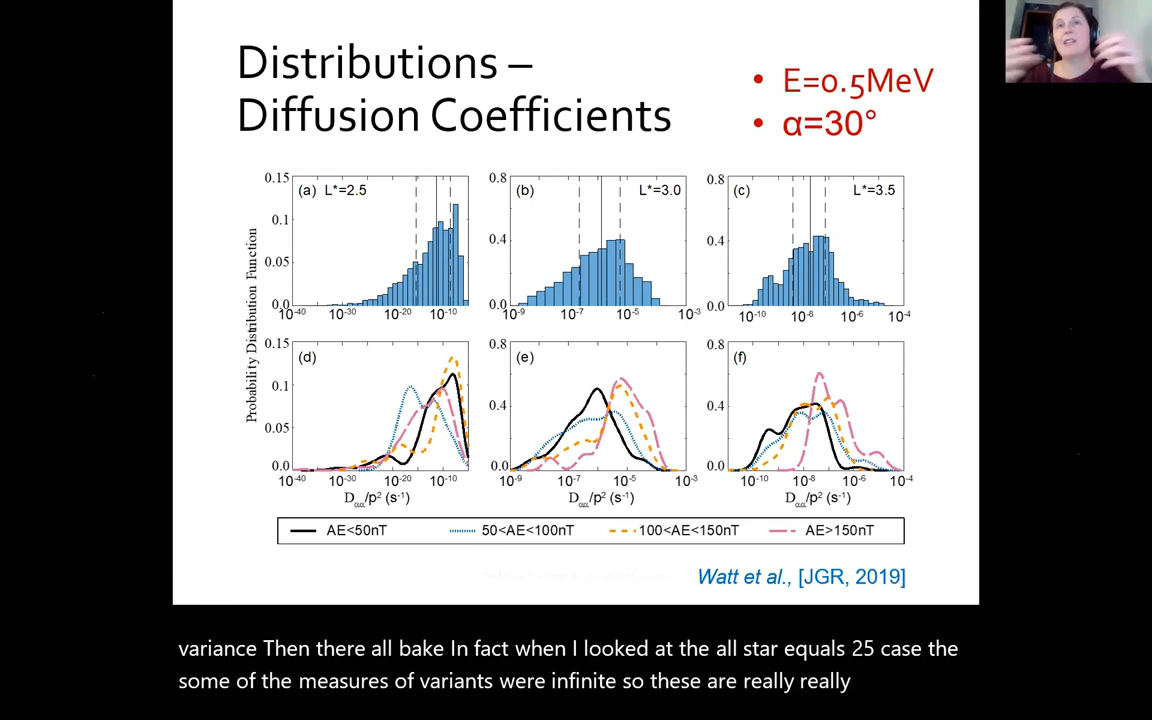 Distributions –
Diffusion Coefficients
• E=0.5MeV
• α=30°
Probability Distribution Function
(a) L*=2.5
0.15
0.1
0.05
0.0
10⁻⁴⁰ 10⁻³⁰ 10⁻²⁰ 10⁻¹⁰
(b) L*=3.0
0.8
0.4
0.0
10⁻⁹ 10⁻⁷ 10⁻⁵ 10⁻³
(c) L*=3.5
0.8
0.4
0.0
10⁻¹⁰ 10⁻⁸ 10⁻⁶ 10⁻⁴
(d)
0.15
0.1
0.05
0.0
10⁻⁴⁰ 10⁻³⁰ 10⁻²⁰ 10⁻¹⁰
Dαα/p² (s⁻¹)
(e)
0.8
0.4
0.0
10⁻⁹ 10⁻⁷ 10⁻⁵ 10⁻³
Dαα/p² (s⁻¹)
(f)
0.8
0.4
0.0
10⁻¹⁰ 10⁻⁸ 10⁻⁶ 10⁻⁴
Dαα/p² (s⁻¹)
AE<50nT 50<AE<100nT 100<AE<150nT AE>150nT
Watt et al., [JGR, 2019]
variance Then there all bake In fact when I looked at the all star equals 25 case the
some of the measures of variants were infinite so these are really really